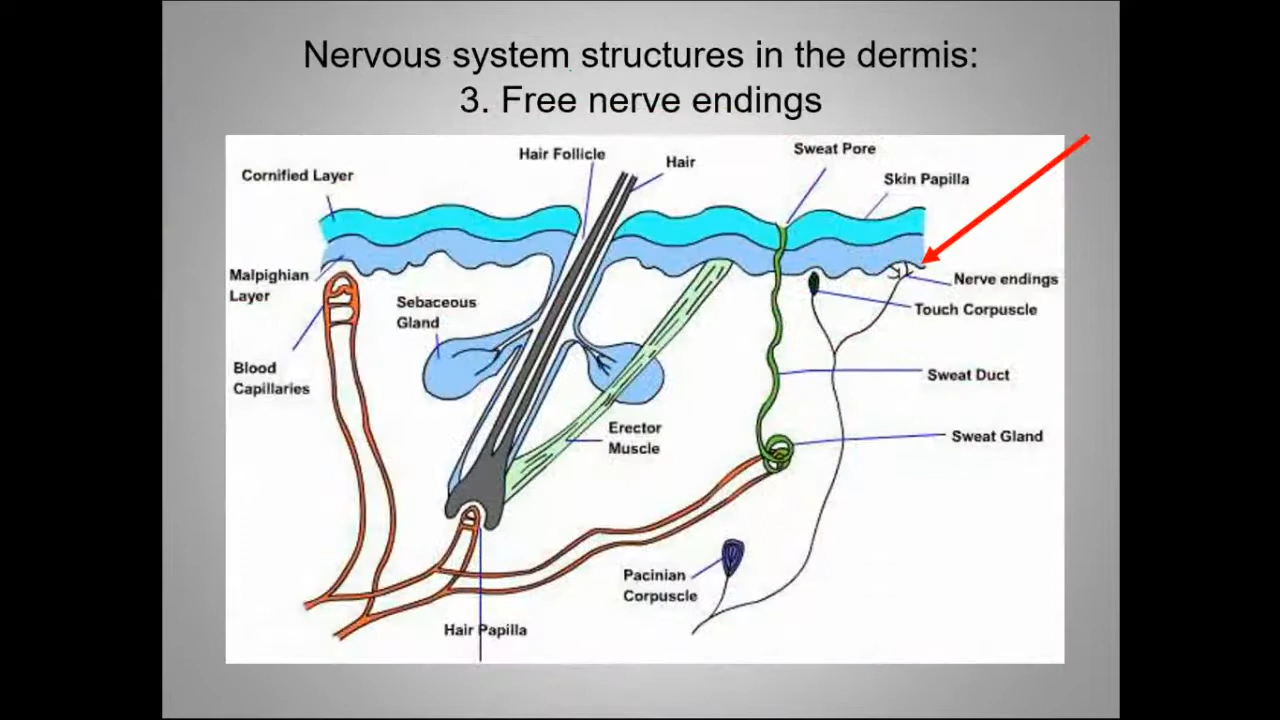 Nervous system structures in the dermis:
3. Free nerve endings
Hair Follicle
Hair
Sweat Pore
Cornified Layer
Skin Papilla
Malpighian
Layer
Sebaceous
Gland
Nerve endings
Touch Corpuscle
Blood
Capillaries
Sweat Duct
Erector
Muscle
Sweat Gland
Pacinian
Corpuscle
Hair Papilla